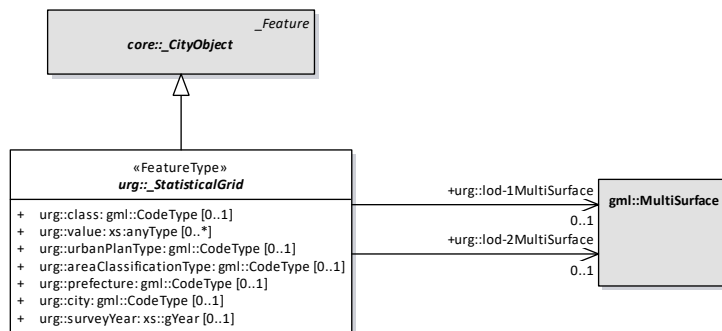 _Feature
core::_CityObject
«FeatureType»
urg::_StatisticalGrid
+ urg::class: gml::CodeType [0..1]
+ urg::value: xs:anyType [0..*]
+ urg::urbanPlanType: gml::CodeType [0..1]
+ urg::areaClassificationType: gml::CodeType [0..1]
+ urg::prefecture: gml::CodeType [0..1]
+ urg::city: gml::CodeType [0..1]
+ urg::surveyYear: xs::gYear [0..1]
+urg::lod-1MultiSurface
0..1
+urg::lod-2MultiSurface
0..1
gml::MultiSurface